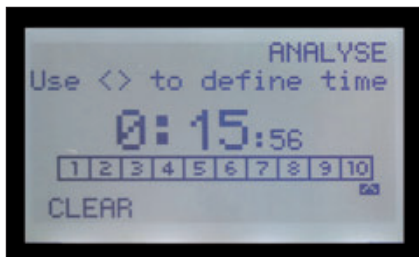 ANALYSE
Use <> to define time
0:15:56
1 2 3 4 5 6 7 8 9 10
CLEAR